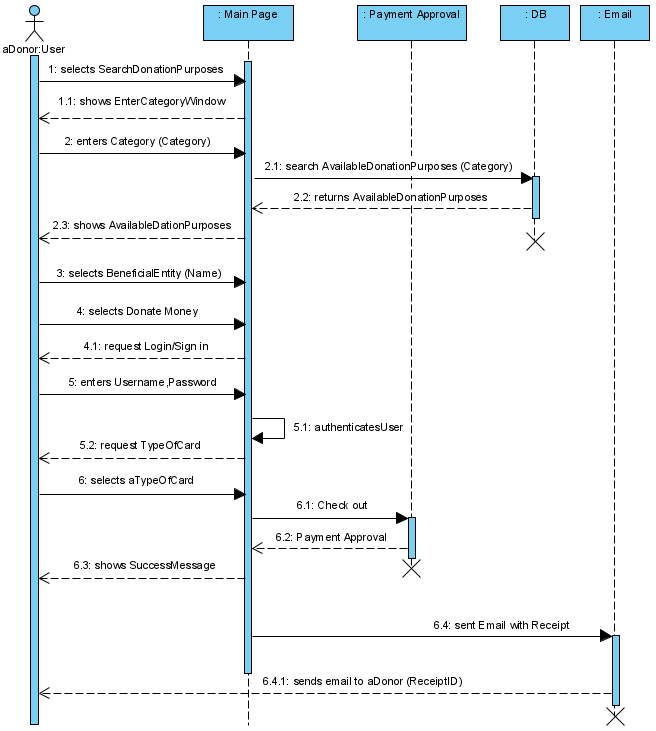 : Main Page
: Payment Approval
: DB
: Email
aDonor:User
1: selects SearchDonationPurposes
1.1: shows EnterCategoryWindow
2: enters Category (Category)
2.1: search AvailableDonationPurposes (Category)
2.2: returns AvailableDonationPurposes
2.3: shows AvailableDationPurposes
3: selects BeneficialEntity (Name)
4: selects Donate Money
4.1: request Login/Sign in
5: enters Username,Password
5.1: authenticatesUser
5.2: request TypeOfCard
6: selects aTypeOfCard
6.1: Check out
6.2: Payment Approval
6.3: shows SuccessMessage
6.4: sent Email with Receipt
6.4.1: sends email to aDonor (ReceiptID)